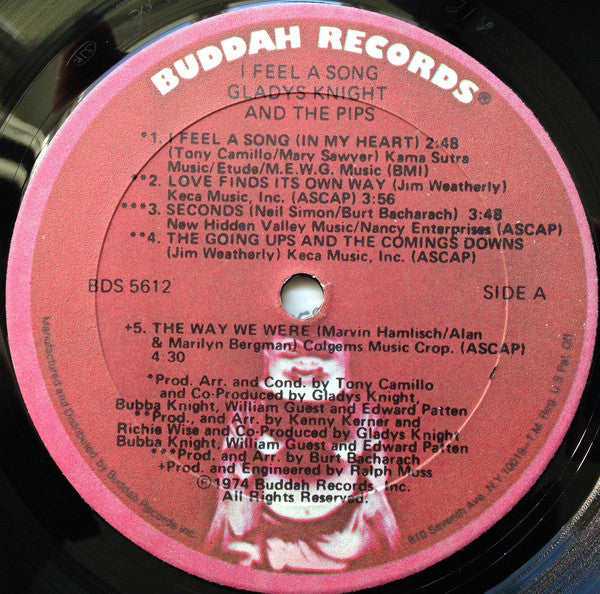 BUDDAH RECORDS®
I FEEL A SONG
GLADYS KNIGHT
AND THE PIPS
*1. I FEEL A SONG (IN MY HEART) 2:48
(Tony Camillo/Mary Sawyer) Kama Sutra
Music/Etude/M.E.W.G. Music (BMI)
**2. LOVE FINDS ITS OWN WAY (Jim Weatherly)
Keca Music, Inc. (ASCAP) 3:56
***3. SECONDS (Neil Simon/Burt Bacharach) 3:48
New Hidden Valley Music/Nancy Enterprises (ASCAP)
**4. THE GOING UPS AND THE COMINGS DOWNS
(Jim Weatherly) Keca Music, Inc. (ASCAP)
BDS 5612
SIDE A
+5. THE WAY WE WERE (Marvin Hamlisch/Alan
& Marilyn Bergman) Colgems Music Crop. (ASCAP)
4:30
*Prod. Arr. and Cond. by Tony Camillo
and Co-Produced by Gladys Knight,
Bubba Knight, William Guest and Edward Patten
**Prod., and Arr. by Kenny Kerner and
Richie Wise and Co-Produced by Gladys Knight
Bubba Knight, William Guest and Edward Patten
***Prod. and Arr. by Burt Bacharach
+Prod. and Engineered by Ralph Moss
Ⓟ1974 Buddah Records, Inc.
All Rights Reserved.
Manufactured and Distributed by Buddah Records Inc.
810 Seventh Ave. N.Y. 10019–T.M. Reg. U.S. Pat. Off.